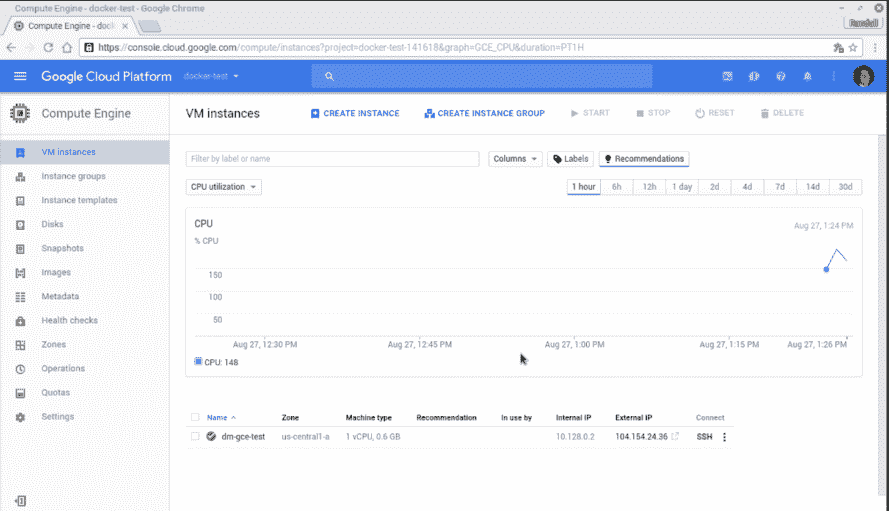 Compute Engine - docker-test - Google Chrome
Compute Engine - dock
Randall
https://console.cloud.google.com/compute/instances?project=docker-test-141618&graph=GCE_CPU&duration=PT1H
Google Cloud Platform docker-test
Compute Engine
VM instances CREATE INSTANCE CREATE INSTANCE GROUP START STOP RESET DELETE
VM instances
Instance groups
Instance templates
Disks
Snapshots
Images
Metadata
Health checks
Zones
Operations
Quotas
Settings
Filter by label or name Columns Labels Recommendations
CPU utilization 1 hour 6h 12h 1 day 2d 4d 7d 14d 30d
CPU Aug 27, 1:24 PM
% CPU
150
100
50
Aug 27, 12:30 PM Aug 27, 12:45 PM Aug 27, 1:00 PM Aug 27, 1:15 PM Aug 27, 1:26 PM
CPU: 148
Name Zone Machine type Recommendation In use by Internal IP External IP Connect
dm-gce-test us-central1-a 1 vCPU, 0.6 GB 10.128.0.2 104.154.24.36 SSH